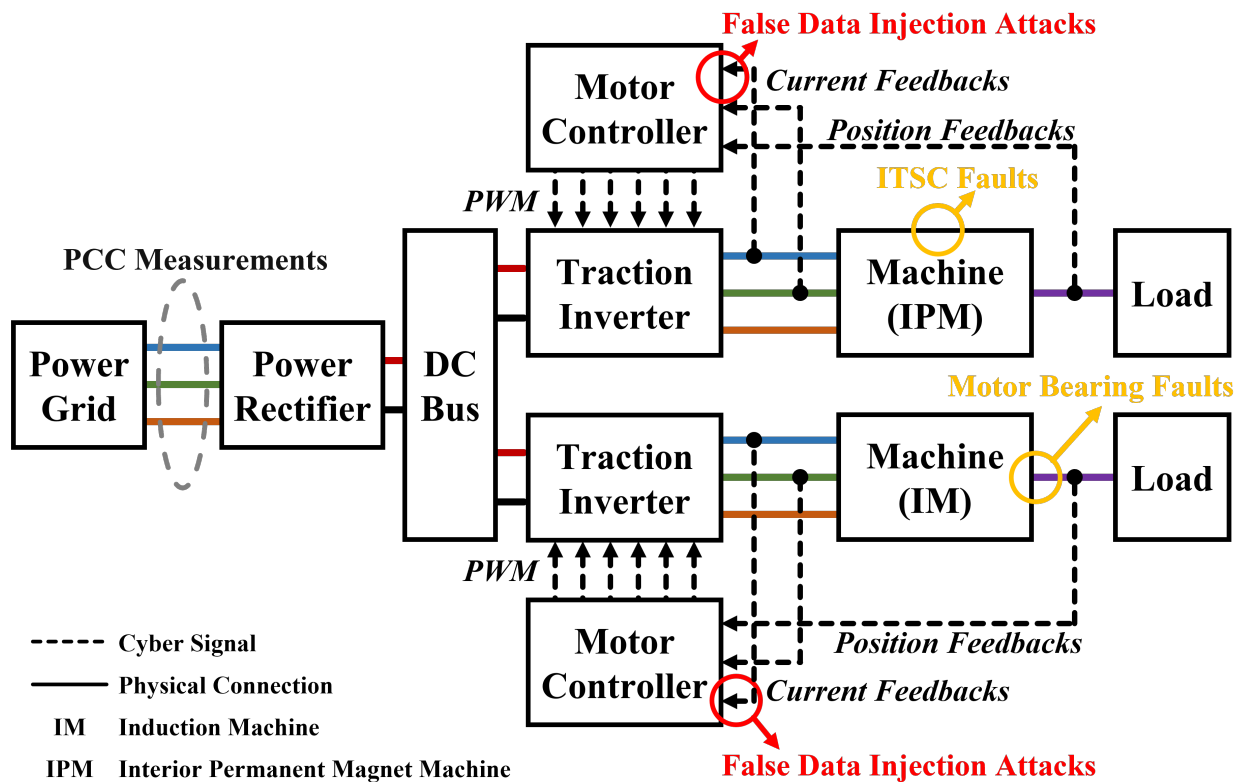 False Data Injection Attacks
Motor
Controller
Current Feedbacks
Position Feedbacks
ITSC Faults
PWM
PCC Measurements
Power
Grid
Power
Rectifier
DC
Bus
Traction
Inverter
Machine
(IPM)
Load
Motor Bearing Faults
Traction
Inverter
Machine
(IM)
Load
PWM
Motor
Controller
Position Feedbacks
Current Feedbacks
False Data Injection Attacks
Cyber Signal
Physical Connection
IM Induction Machine
IPM Interior Permanent Magnet Machine